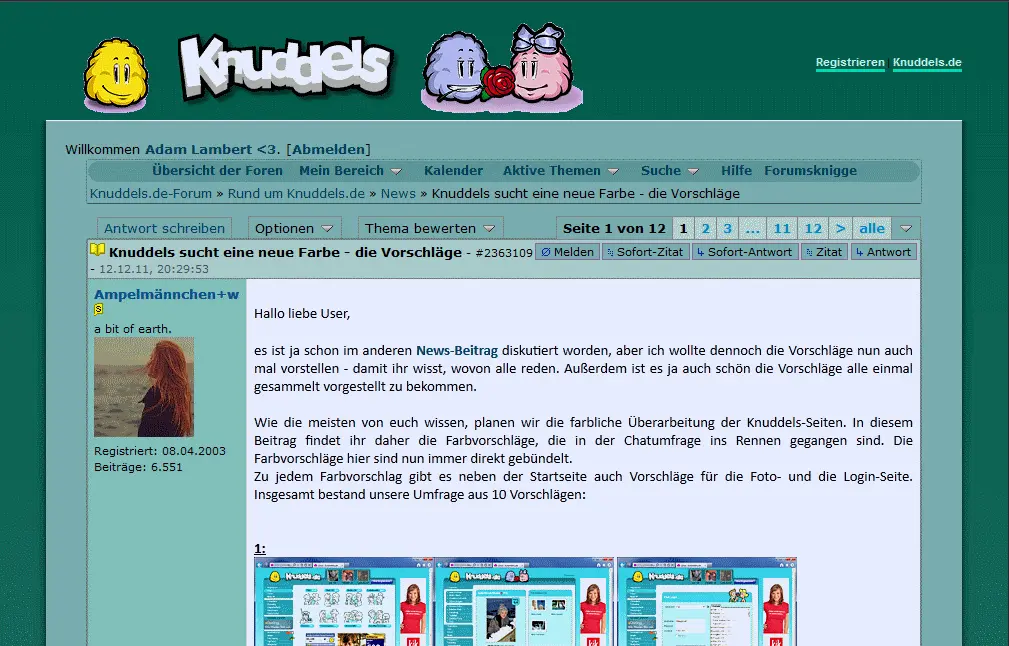 Knuddels
Registrieren | Knuddels.de
Willkommen Adam Lambert <3. [Abmelden]
Übersicht der Foren Mein Bereich Kalender Aktive Themen Suche Hilfe Forumsknigge
Knuddels.de-Forum » Rund um Knuddels.de » News » Knuddels sucht eine neue Farbe - die Vorschläge
Antwort schreiben Optionen Thema bewerten Seite 1 von 12 1 2 3 ... 11 12 > alle
Knuddels sucht eine neue Farbe - die Vorschläge - #2363109 Melden Sofort-Zitat Sofort-Antwort Zitat Antwort
- 12.12.11, 20:29:53
Ampelmännchen+w
S
a bit of earth.
Registriert: 08.04.2003
Beiträge: 6.551
Hallo liebe User,
es ist ja schon im anderen News-Beitrag diskutiert worden, aber ich wollte dennoch die Vorschläge nun auch
mal vorstellen - damit ihr wisst, wovon alle reden. Außerdem ist es ja auch schön die Vorschläge alle einmal
gesammelt vorgestellt zu bekommen.
Wie die meisten von euch wissen, planen wir die farbliche Überarbeitung der Knuddels-Seiten. In diesem
Beitrag findet ihr daher die Farbvorschläge, die in der Chatumfrage ins Rennen gegangen sind. Die
Farbvorschläge hier sind nun immer direkt gebündelt.
Zu jedem Farbvorschlag gibt es neben der Startseite auch Vorschläge für die Foto- und die Login-Seite.
Insgesamt bestand unsere Umfrage aus 10 Vorschlägen:
1:
Knuddels.de Knuddels.de Knuddels.de